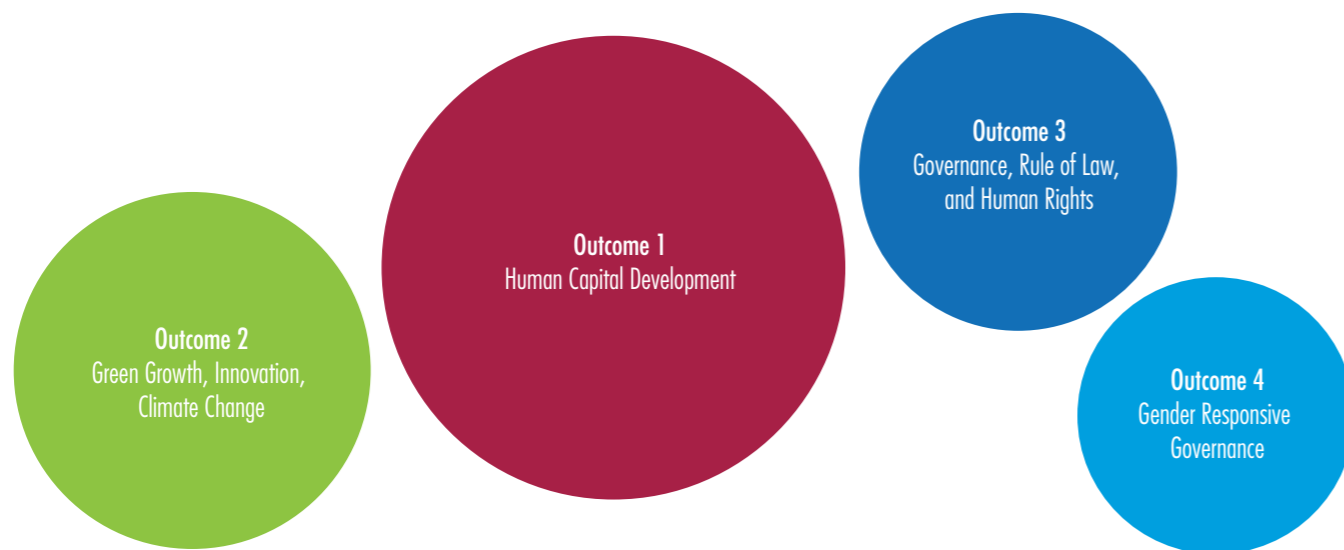 Outcome 1
Human Capital Development
Outcome 2
Green Growth, Innovation,
Climate Change
Outcome 3
Governance, Rule of Law,
and Human Rights
Outcome 4
Gender Responsive
Governance